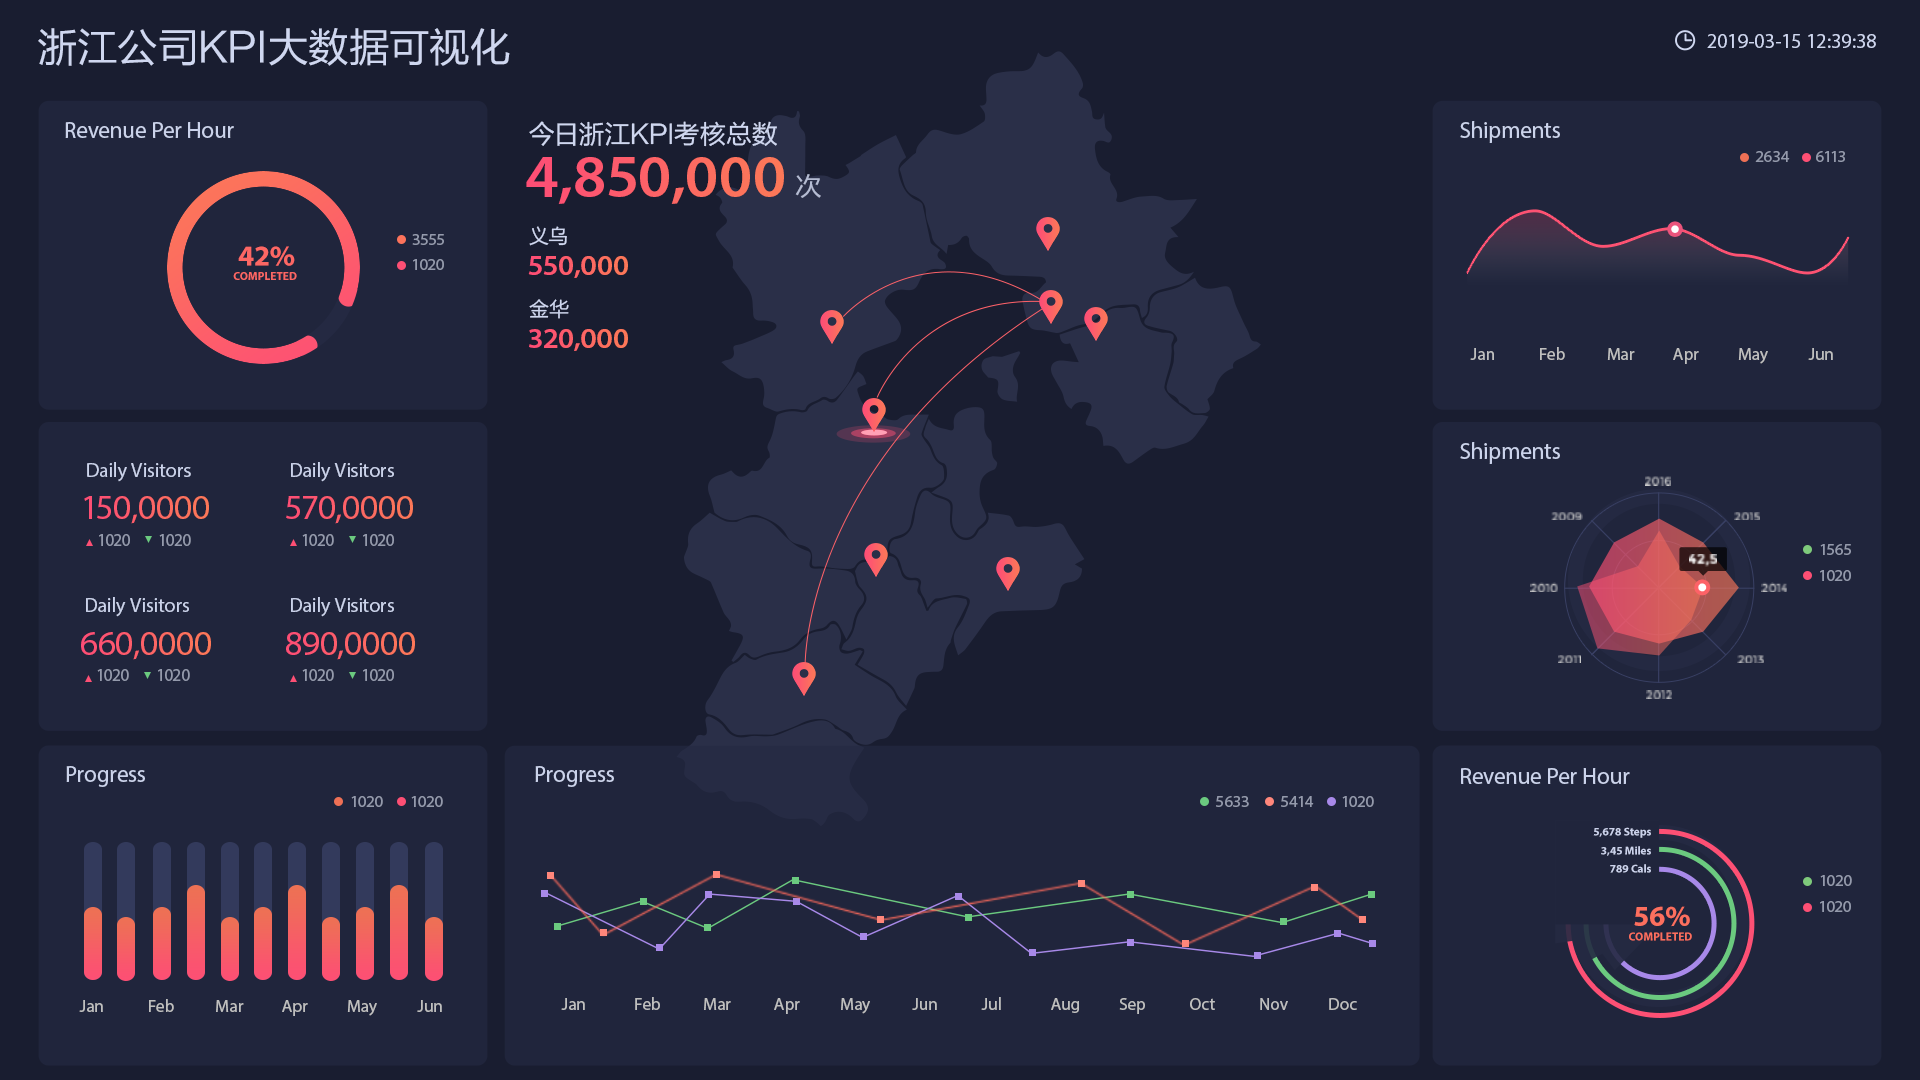 浙江公司KPI大数据可视化
2019-03-15 12:39:38
Revenue Per Hour
42%
COMPLETED
3555
1020
今日浙江KPI考核总数
4,850,000 次
义乌
550,000
金华
320,000
Shipments
2634 6113
Jan Feb Mar Apr May Jun
Daily Visitors
150,0000
1020 1020
Daily Visitors
570,0000
1020 1020
Daily Visitors
660,0000
1020 1020
Daily Visitors
890,0000
1020 1020
Shipments
2016
2009 2015
42,5
2010 2014
2011 2013
2012
1565
1020
Progress
1020 1020
Jan Feb Mar Apr May Jun
Progress
5633 5414 1020
Jan Feb Mar Apr May Jun Jul Aug Sep Oct Nov Doc
Revenue Per Hour
5,678 Steps
3,45 Miles
789 Cals
56%
COMPLETED
1020
1020